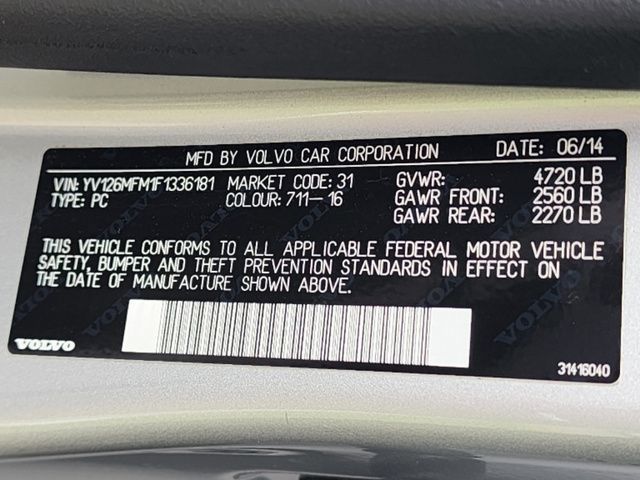 MFD BY VOLVO CAR CORPORATION DATE: 06/14
VIN: YV126MFM1F1336181 MARKET CODE: 31 GVWR: 4720 LB
TYPE: PC COLOUR: 711-16 GAWR FRONT: 2560 LB
GAWR REAR: 2270 LB
THIS VEHICLE CONFORMS TO ALL APPLICABLE FEDERAL MOTOR VEHICLE
SAFETY, BUMPER AND THEFT PREVENTION STANDARDS IN EFFECT ON
THE DATE OF MANUFACTURE SHOWN ABOVE.
VOLVO 31416040